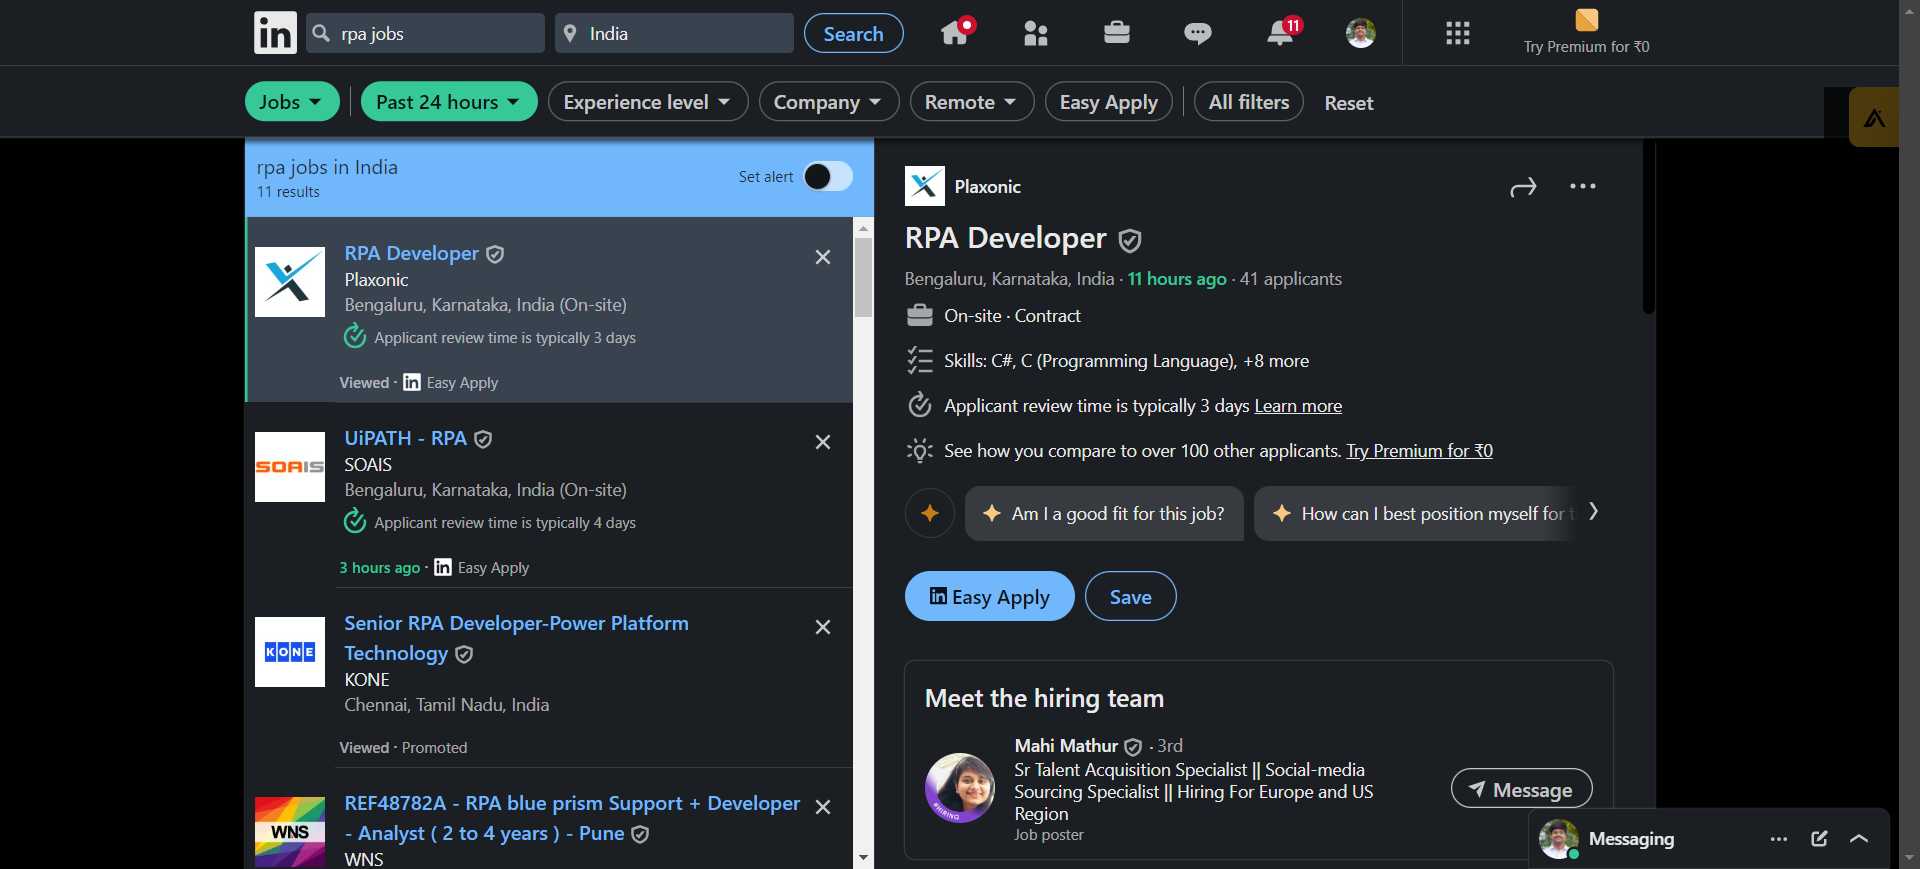 in
rpa jobs
India
Search
11
Try Premium for ₹0
Jobs
Past 24 hours
Experience level
Company
Remote
Easy Apply
All filters
Reset
rpa jobs in India
11 results
Set alert
RPA Developer
Plaxonic
Bengaluru, Karnataka, India (On-site)
Applicant review time is typically 3 days
Viewed · in Easy Apply
SOAIS
UiPATH - RPA
SOAIS
Bengaluru, Karnataka, India (On-site)
Applicant review time is typically 4 days
3 hours ago · in Easy Apply
KONE
Senior RPA Developer-Power Platform
Technology
KONE
Chennai, Tamil Nadu, India
Viewed · Promoted
WNS
REF48782A - RPA blue prism Support + Developer
- Analyst ( 2 to 4 years ) - Pune
WNS
Plaxonic
RPA Developer
Bengaluru, Karnataka, India · 11 hours ago · 41 applicants
On-site · Contract
Skills: C#, C (Programming Language), +8 more
Applicant review time is typically 3 days Learn more
See how you compare to over 100 other applicants. Try Premium for ₹0
Am I a good fit for this job?
How can I best position myself for
in Easy Apply
Save
Meet the hiring team
#HIRING
Mahi Mathur · 3rd
Sr Talent Acquisition Specialist || Social-media
Sourcing Specialist || Hiring For Europe and US
Region
Job poster
Message
Messaging